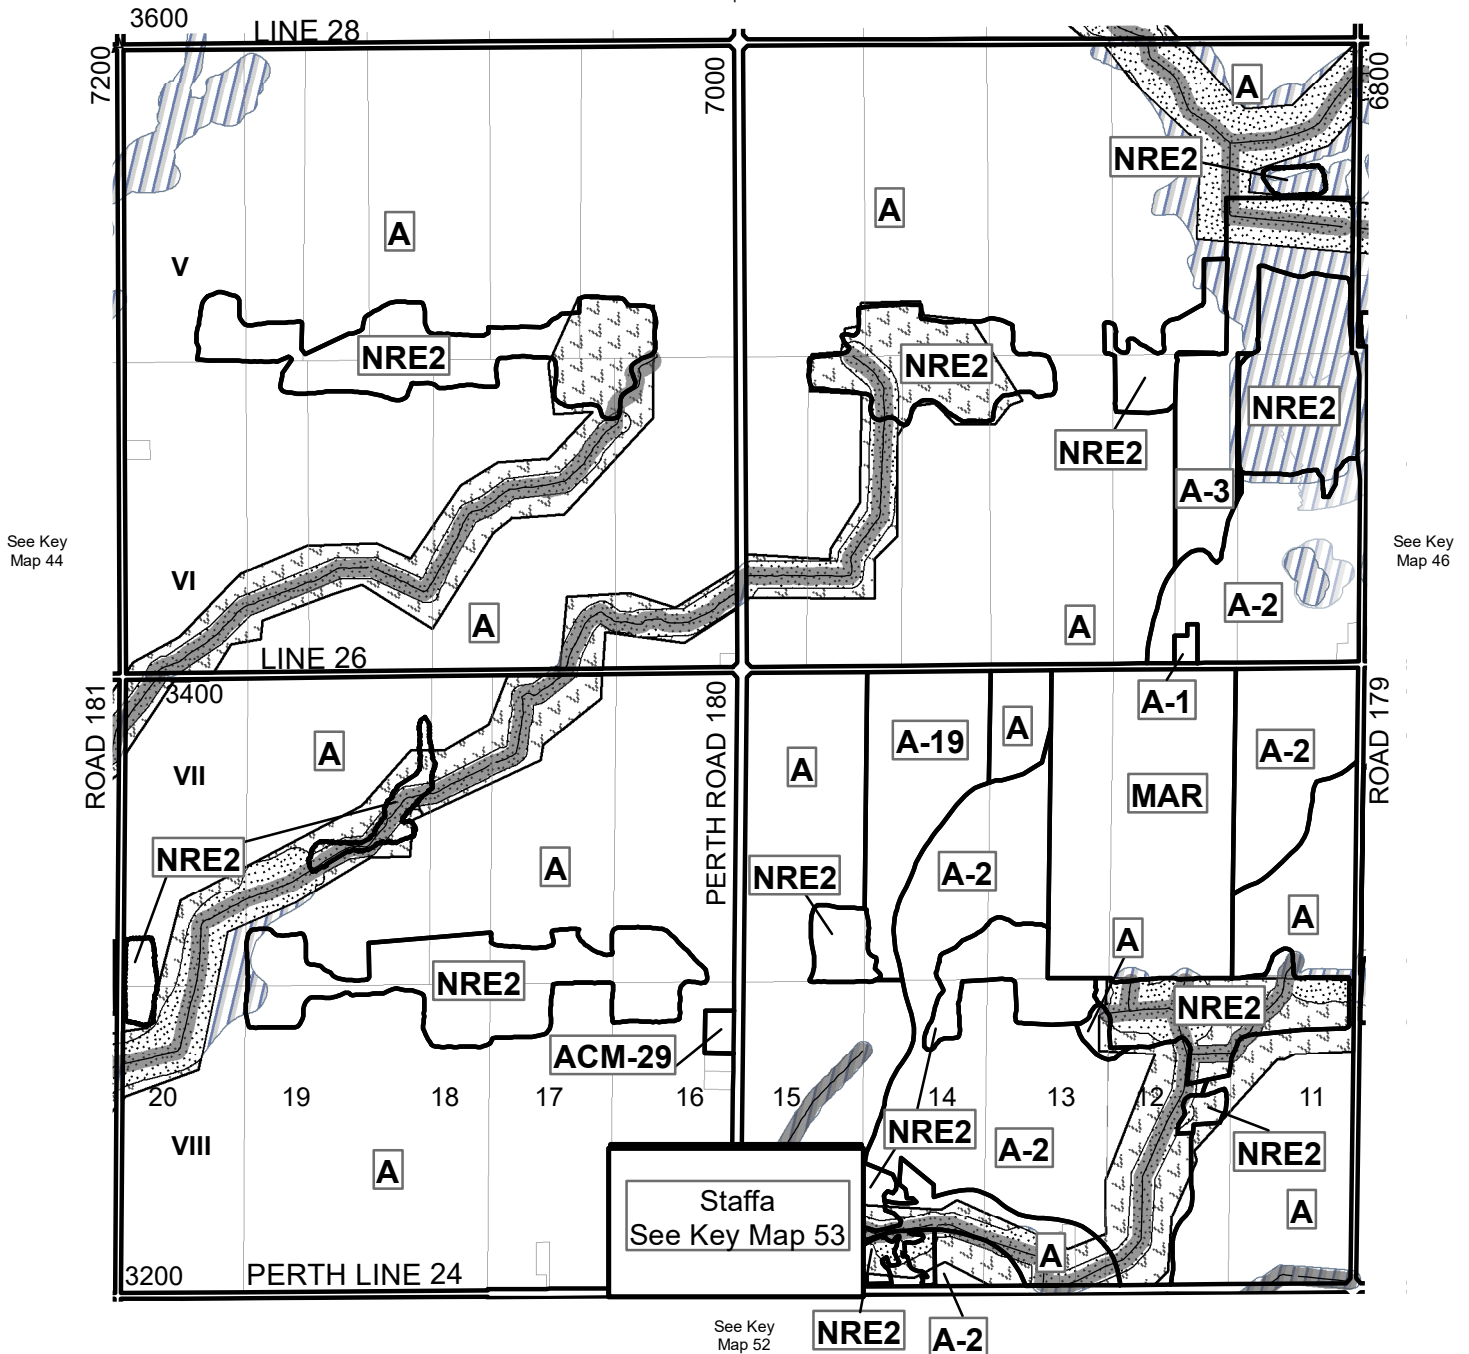 3600
LINE 28
7200
7000
6800
A
NRE2
A
A
V
NRE2
NRE2
NRE2
NRE2
A-3
See Key
Map 44
See Key
Map 46
VI
A
A
A-2
LINE 26
3400
A-1
ROAD 181
PERTH ROAD 180
ROAD 179
A
A-19
A
A-2
VII
A
MAR
NRE2
A
NRE2
A-2
A
A
NRE2
NRE2
ACM-29
20
19
18
17
16
15
14
13
12
11
NRE2
VIII
A
A-2
NRE2
Staffa
See Key Map 53
A
A
3200
PERTH LINE 24
See Key
Map 52
NRE2
A-2